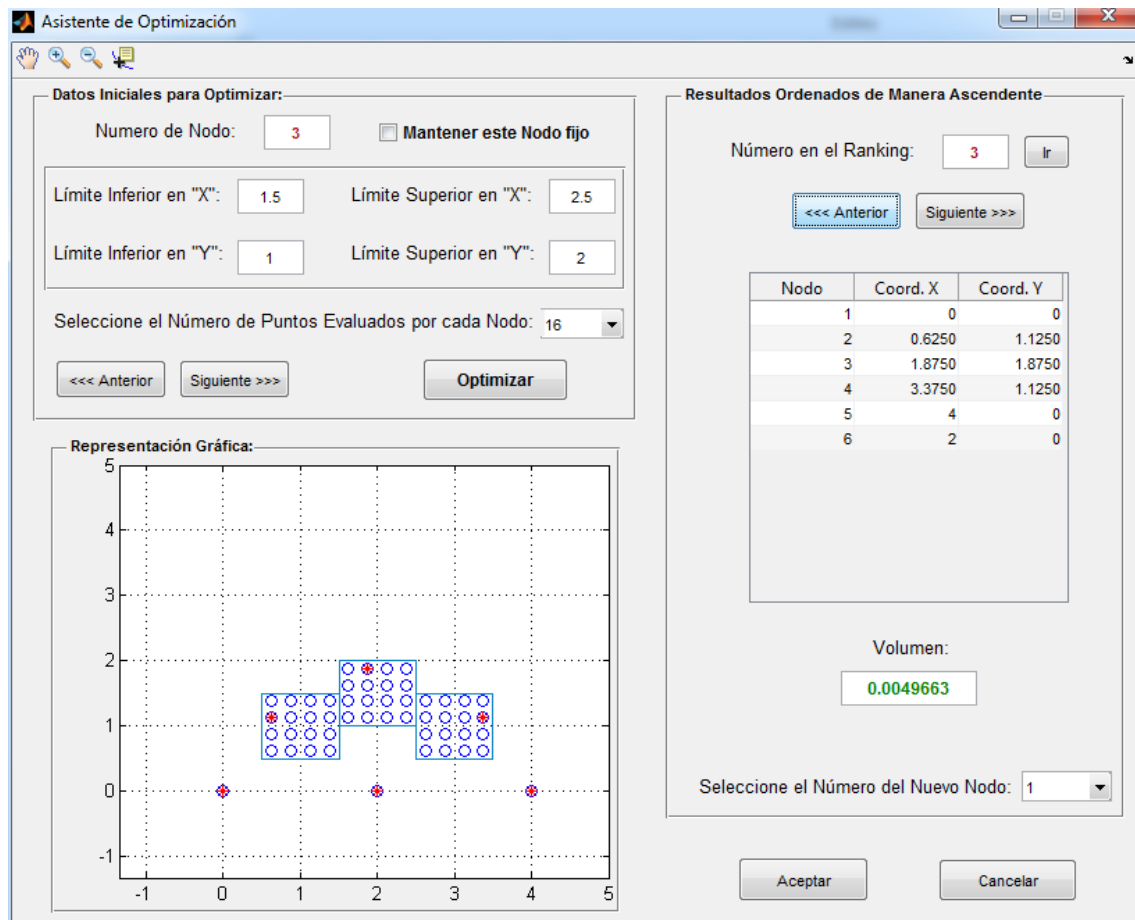 Asistente de Optimización
Datos Iniciales para Optimizar:
Numero de Nodo: 3 Mantener este Nodo fijo
Límite Inferior en "X": 1.5 Límite Superior en "X": 2.5
Límite Inferior en "Y": 1 Límite Superior en "Y": 2
Seleccione el Número de Puntos Evaluados por cada Nodo: 16
<<< Anterior Siguiente >>> Optimizar
Representación Gráfica:
5
4
3
2
1
0
-1
-1 0 1 2 3 4 5
Resultados Ordenados de Manera Ascendente
Número en el Ranking: 3 Ir
<<< Anterior Siguiente >>>
Nodo Coord. X Coord. Y
1 0 0
2 0.6250 1.1250
3 1.8750 1.8750
4 3.3750 1.1250
5 4 0
6 2 0
Volumen:
0.0049663
Seleccione el Número del Nuevo Nodo: 1
Aceptar Cancelar